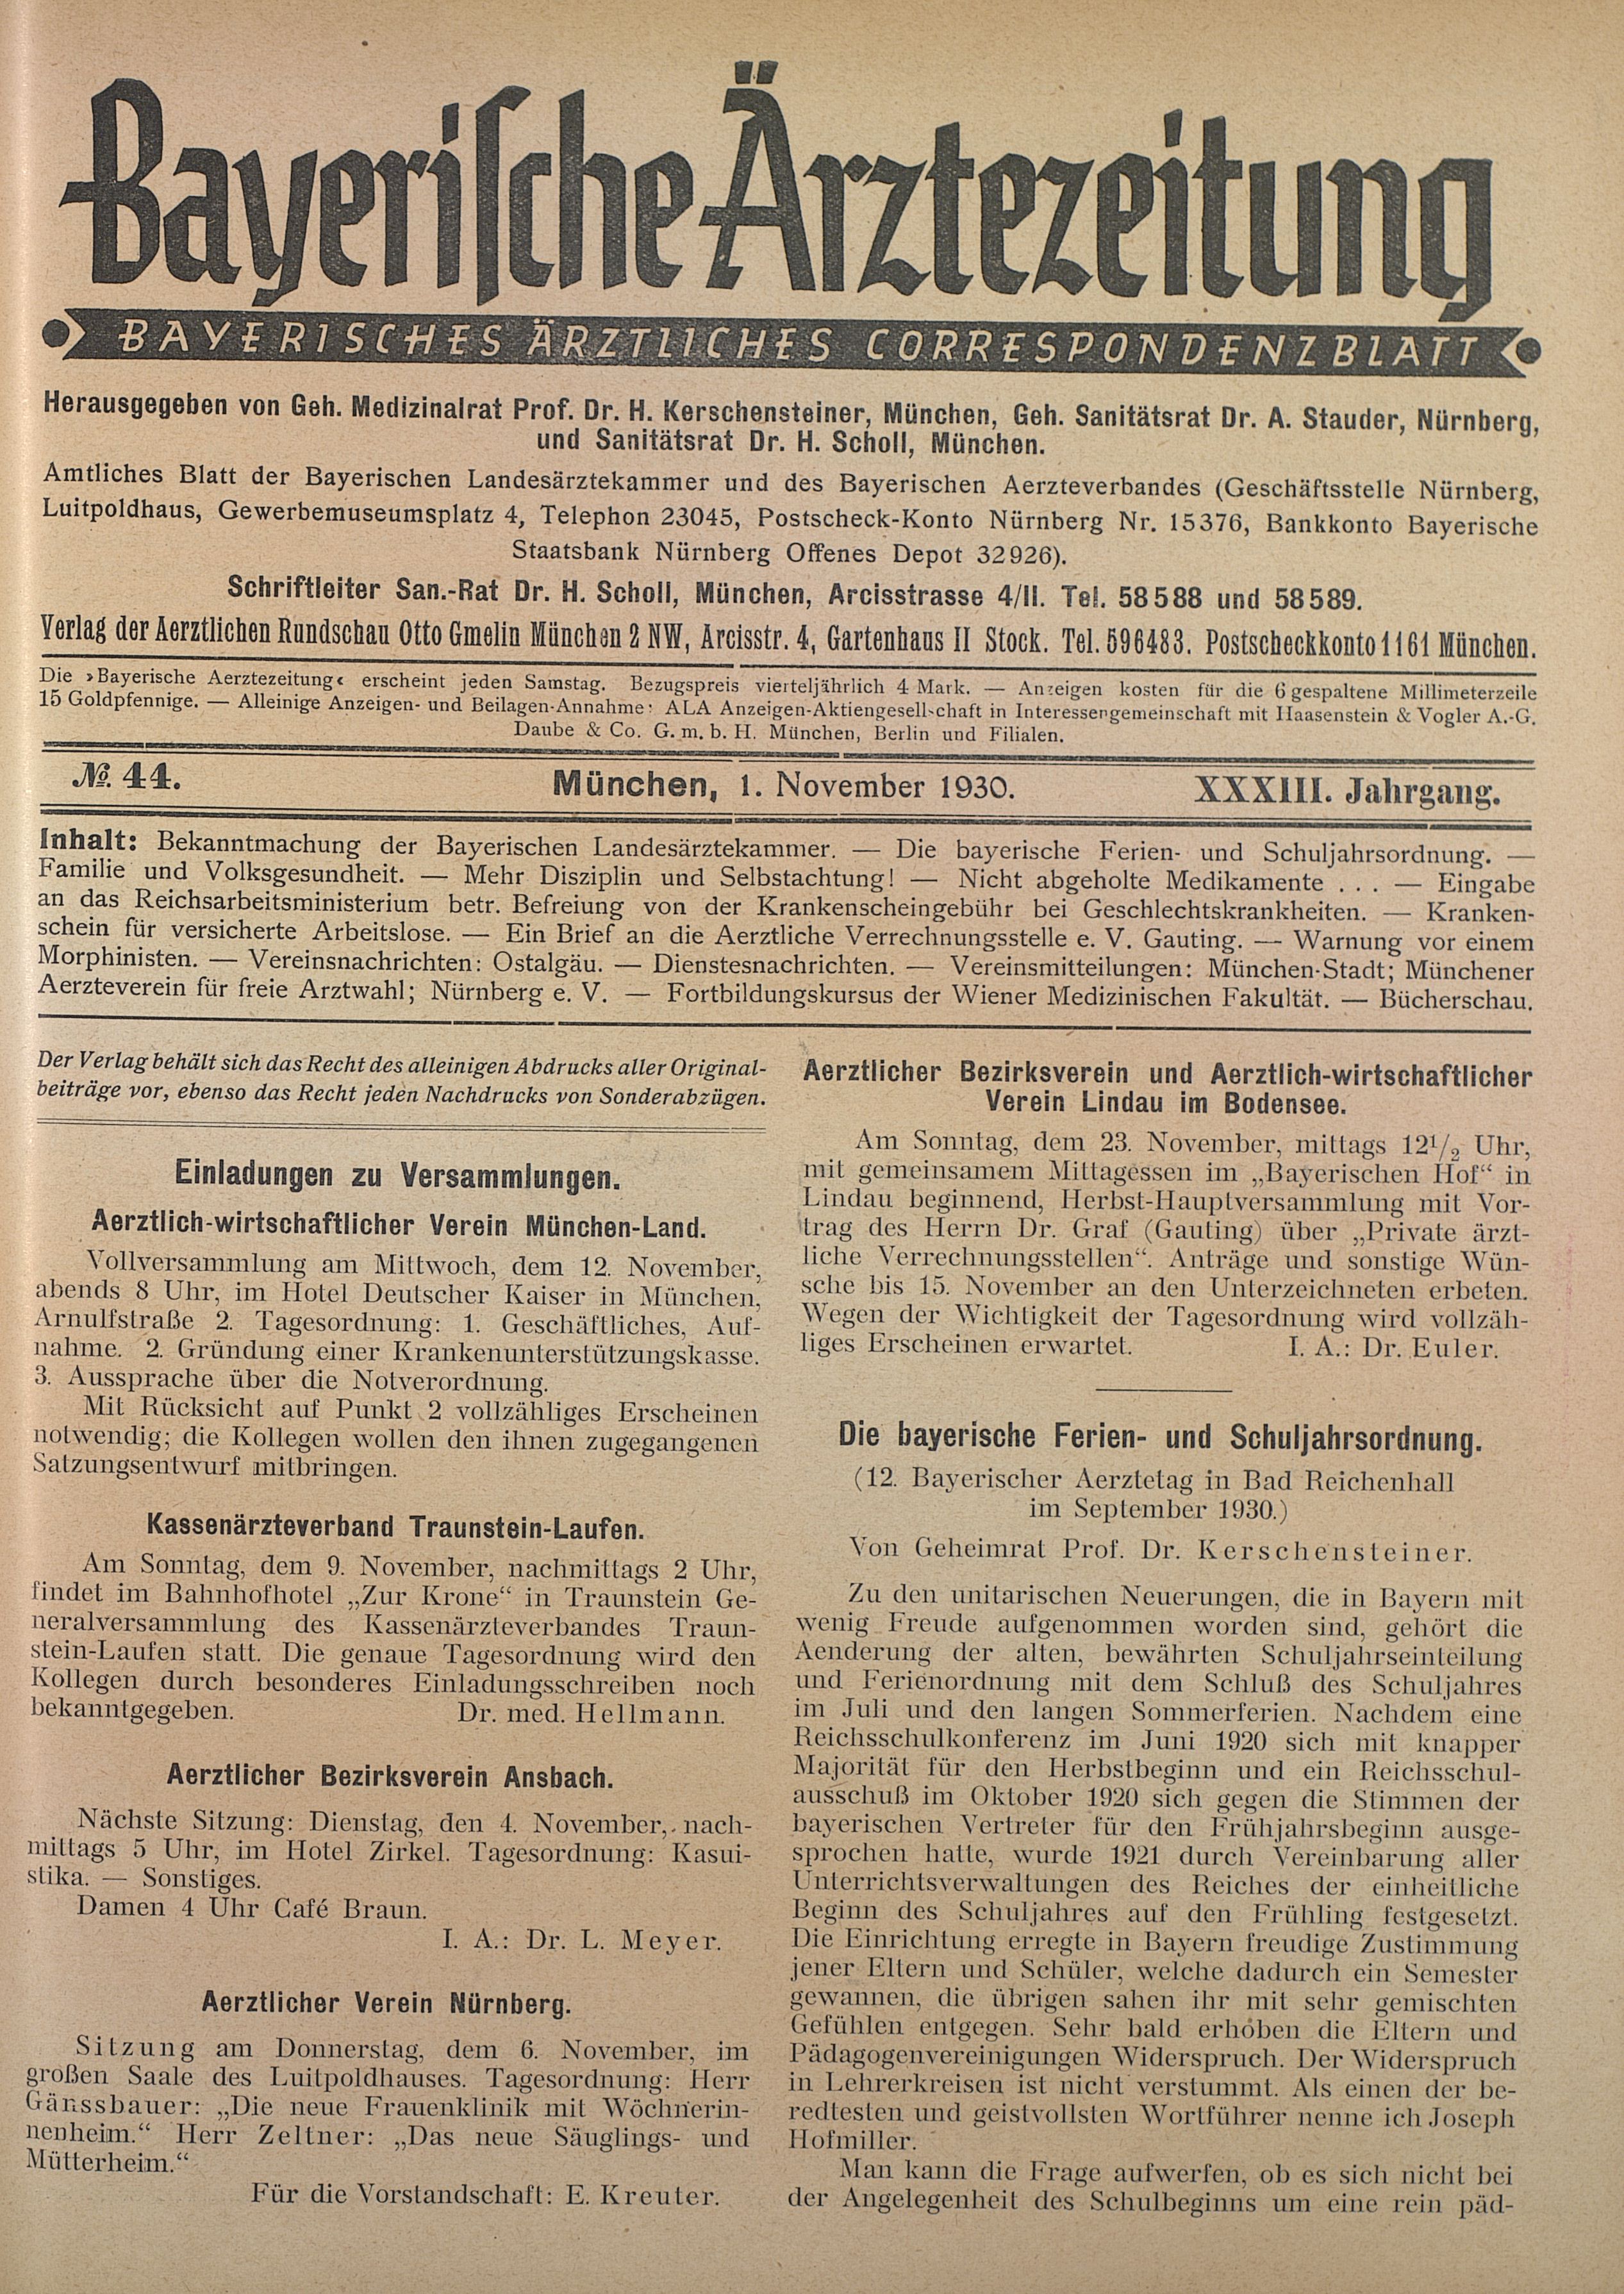 Bayerische Ärztezeitung
BAYERISCHES ÄRZTLICHES CORRESPONDENZBLATT
Herausgegeben von Geh. Medizinalrat Prof. Dr. H. Kerschensteiner, München, Geh. Sanitätsrat Dr. A. Stauder, Nürnberg,
und Sanitätsrat Dr. H. Scholl, München.
Amtliches Blatt der Bayerischen Landesärztekammer und des Bayerischen Aerzteverbandes (Geschäftsstelle Nürnberg,
Luitpoldhaus, Gewerbemuseumsplatz 4, Telephon 23045, Postscheck-Konto Nürnberg Nr. 15376, Bankkonto Bayerische
Staatsbank Nürnberg Offenes Depot 32926).
Schriftleiter San.-Rat Dr. H. Scholl, München, Arcisstrasse 4/II. Tel. 58588 und 58589.
Verlag der Aerztlichen Rundschau Otto Gmelin München 2 NW, Arcisstr. 4, Gartenhaus II Stock. Tel. 596483. Postscheckkonto 1161 München.
Die »Bayerische Aerztezeitung« erscheint jeden Samstag. Bezugspreis vierteljährlich 4 Mark. — Anzeigen kosten für die 6 gespaltene Millimeterzeile
15 Goldpfennige. — Alleinige Anzeigen- und Beilagen-Annahme: ALA Anzeigen-Aktiengesellschaft in Interessengemeinschaft mit Haasenstein & Vogler A.-G.
Daube & Co. G. m. b. H. München, Berlin und Filialen.
№ 44. München, 1. November 1930. XXXIII. Jahrgang.
Inhalt: Bekanntmachung der Bayerischen Landesärztekammer. — Die bayerische Ferien- und Schuljahrsordnung. —
Familie und Volksgesundheit. — Mehr Disziplin und Selbstachtung! — Nicht abgeholte Medikamente . . . — Eingabe
an das Reichsarbeitsministerium betr. Befreiung von der Krankenscheingebühr bei Geschlechtskrankheiten. — Kranken-
schein für versicherte Arbeitslose. — Ein Brief an die Aerztliche Verrechnungsstelle e. V. Gauting. — Warnung vor einem
Morphinisten. — Vereinsnachrichten: Ostalgäu. — Dienstesnachrichten. — Vereinsmitteilungen: München-Stadt; Münchener
Aerzteverein für freie Arztwahl; Nürnberg e. V. — Fortbildungskursus der Wiener Medizinischen Fakultät. — Bücherschau.
Der Verlag behält sich das Recht des alleinigen Abdrucks aller Original-
beiträge vor, ebenso das Recht jeden Nachdrucks von Sonderabzügen.
Einladungen zu Versammlungen.
Aerztlich-wirtschaftlicher Verein München-Land.
Vollversammlung am Mittwoch, dem 12. November,
abends 8 Uhr, im Hotel Deutscher Kaiser in München,
Arnulfstraße 2. Tagesordnung: 1. Geschäftliches, Auf-
nahme. 2. Gründung einer Krankenunterstützungskasse.
3. Aussprache über die Notverordnung.
Mit Rücksicht auf Punkt 2 vollzähliges Erscheinen
notwendig; die Kollegen wollen den ihnen zugegangenen
Satzungsentwurf mitbringen.
Kassenärzteverband Traunstein-Laufen.
Am Sonntag, dem 9. November, nachmittags 2 Uhr,
findet im Bahnhofhotel „Zur Krone“ in Traunstein Ge-
neralversammlung des Kassenärzteverbandes Traun-
stein-Laufen statt. Die genaue Tagesordnung wird den
Kollegen durch besonderes Einladungsschreiben noch
bekanntgegeben. Dr. med. Hellmann.
Aerztlicher Bezirksverein Ansbach.
Nächste Sitzung: Dienstag, den 4. November, nach-
mittags 5 Uhr, im Hotel Zirkel. Tagesordnung: Kasui-
stika. — Sonstiges.
Damen 4 Uhr Café Braun.
I. A.: Dr. L. Meyer.
Aerztlicher Verein Nürnberg.
Sitzung am Donnerstag, dem 6. November, im
großen Saale des Luitpoldhauses. Tagesordnung: Herr
Gänssbauer: „Die neue Frauenklinik mit Wöchnerin-
nenheim.“ Herr Zeltner: „Das neue Säuglings- und
Mütterheim.“
Für die Vorstandschaft: E. Kreuter.
Aerztlicher Bezirksverein und Aerztlich-wirtschaftlicher
Verein Lindau im Bodensee.
Am Sonntag, dem 23. November, mittags 12½ Uhr,
mit gemeinsamem Mittagessen im „Bayerischen Hof“ in
Lindau beginnend, Herbst-Hauptversammlung mit Vor-
trag des Herrn Dr. Graf (Gauting) über „Private ärzt-
liche Verrechnungsstellen“. Anträge und sonstige Wün-
sche bis 15. November an den Unterzeichneten erbeten.
Wegen der Wichtigkeit der Tagesordnung wird vollzäh-
liges Erscheinen erwartet. I. A.: Dr. Euler.
Die bayerische Ferien- und Schuljahrsordnung.
(12. Bayerischer Aerztetag in Bad Reichenhall
im September 1930.)
Von Geheimrat Prof. Dr. Kerschensteiner.
Zu den unitarischen Neuerungen, die in Bayern mit
wenig Freude aufgenommen worden sind, gehört die
Aenderung der alten, bewährten Schuljahrseinteilung
und Ferienordnung mit dem Schluß des Schuljahres
im Juli und den langen Sommerferien. Nachdem eine
Reichsschulkonferenz im Juni 1920 sich mit knapper
Majorität für den Herbstbeginn und ein Reichsschul-
ausschuß im Oktober 1920 sich gegen die Stimmen der
bayerischen Vertreter für den Frühjahrsbeginn ausge-
sprochen hatte, wurde 1921 durch Vereinbarung aller
Unterrichtsverwaltungen des Reiches der einheitliche
Beginn des Schuljahres auf den Frühling festgesetzt.
Die Einrichtung erregte in Bayern freudige Zustimmung
jener Eltern und Schüler, welche dadurch ein Semester
gewannen, die übrigen sahen ihr mit sehr gemischten
Gefühlen entgegen. Sehr bald erhoben die Eltern und
Pädagogenvereinigungen Widerspruch. Der Widerspruch
in Lehrerkreisen ist nicht verstummt. Als einen der be-
redtesten und geistvollsten Wortführer nenne ich Joseph
Hofmiller.
Man kann die Frage aufwerfen, ob es sich nicht bei
der Angelegenheit des Schulbeginns um eine rein päd-